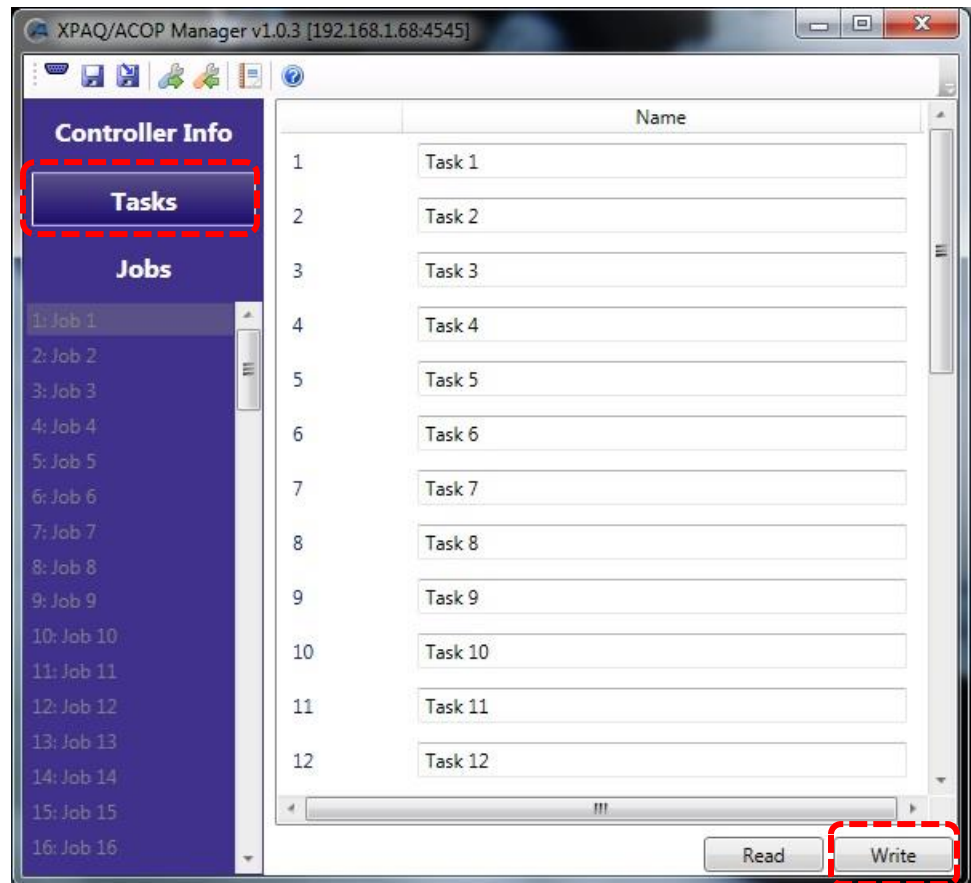 XPAQ/ACOP Manager v1.0.3 [192.168.1.68:4545]
Controller Info
Tasks
Jobs
1: Job 1
2: Job 2
3: Job 3
4: Job 4
5: Job 5
6: Job 6
7: Job 7
8: Job 8
9: Job 9
10: Job 10
11: Job 11
12: Job 12
13: Job 13
14: Job 14
15: Job 15
16: Job 16
Name
1 Task 1
2 Task 2
3 Task 3
4 Task 4
5 Task 5
6 Task 6
7 Task 7
8 Task 8
9 Task 9
10 Task 10
11 Task 11
12 Task 12
Read Write